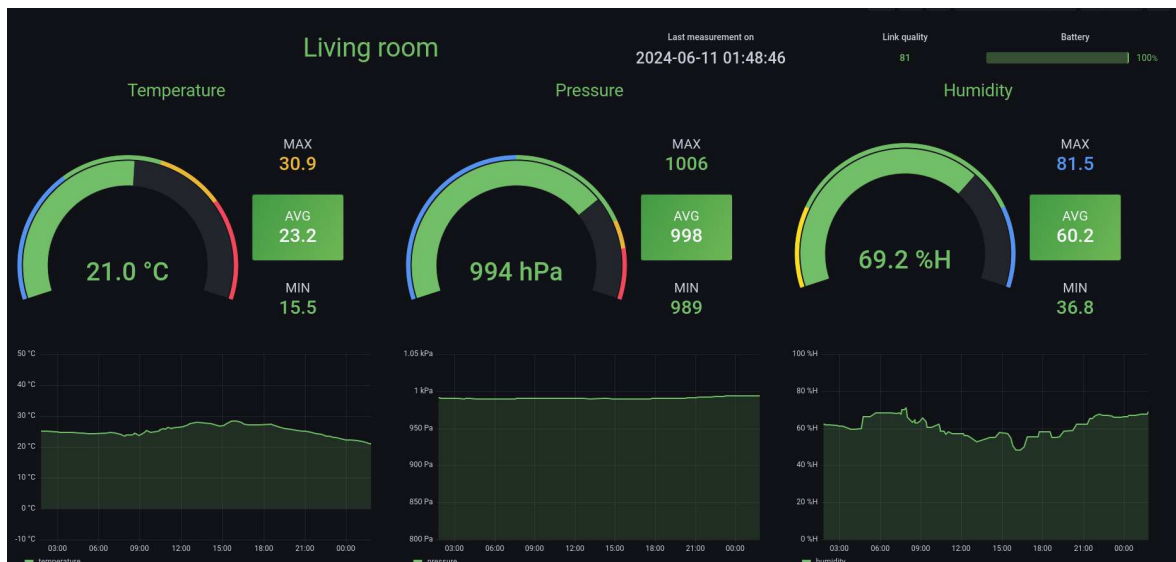 Living room
Last measurement on
2024-06-11 01:48:46
Link quality
81
Battery
100%
Temperature
MAX
30.9
AVG
23.2
MIN
15.5
21.0 °C
Pressure
MAX
1006
AVG
998
MIN
989
994 hPa
Humidity
MAX
81.5
AVG
60.2
MIN
36.8
69.2 %H
50 °C
40 °C
30 °C
20 °C
10 °C
0 °C
-10 °C
03:00 06:00 09:00 12:00 15:00 18:00 21:00 00:00
temperature
1.05 kPa
1 kPa
950 Pa
900 Pa
850 Pa
800 Pa
03:00 06:00 09:00 12:00 15:00 18:00 21:00 00:00
pressure
100 %H
80 %H
60 %H
40 %H
20 %H
0 %H
03:00 06:00 09:00 12:00 15:00 18:00 21:00 00:00
humidity